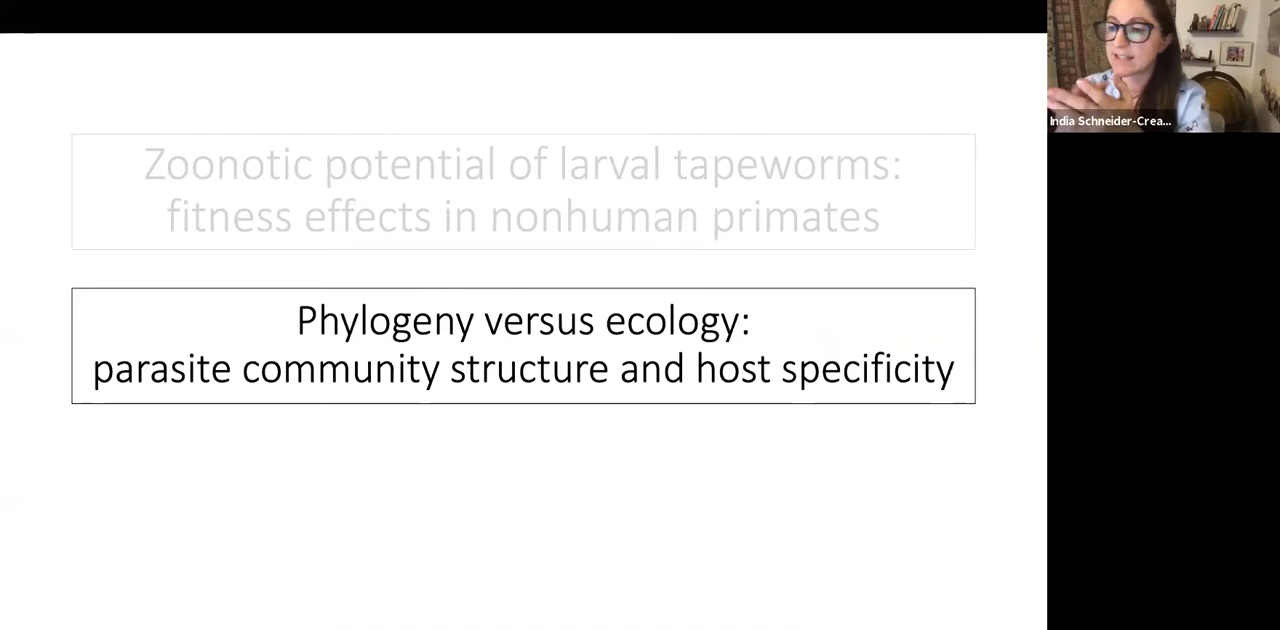 Zoonotic potential of larval tapeworms:
fitness effects in nonhuman primates
Phylogeny versus ecology:
parasite community structure and host specificity
India Schneider-Crea...